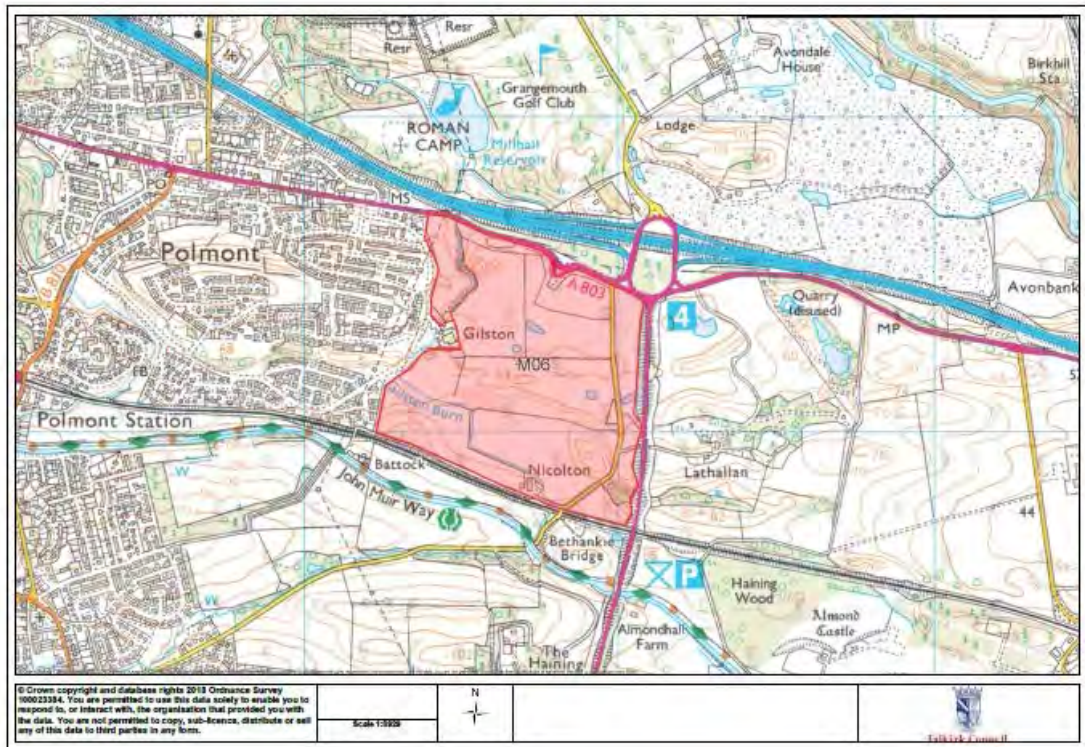 Resr
Resr
Avondale
House
Birkhill
Sta
Grangemouth
Golf Club
ROMAN
CAMP
Millhall
Reservoir
Lodge
PO
MS
Polmont
A 803
B 810
Quarry
(disused)
Avonbank
4
MP
Gilston
M06
FB
Gilston Burn
Polmont Station
W
Battock
Nicolton
Lathallan
John Muir Way
44
Bethankie
Bridge
P
Haining
Wood
W
Almond
Castle
Almondhall
Farm
The
Haining
© Crown copyright and database rights 2018 Ordnance Survey
100023384. You are permitted to use this data solely to enable you to
respond to, or interact with, the organisation that provided you with
the data. You are not permitted to copy, sub-licence, distribute or sell
any of this data to third parties in any form.
N
Falkirk Council